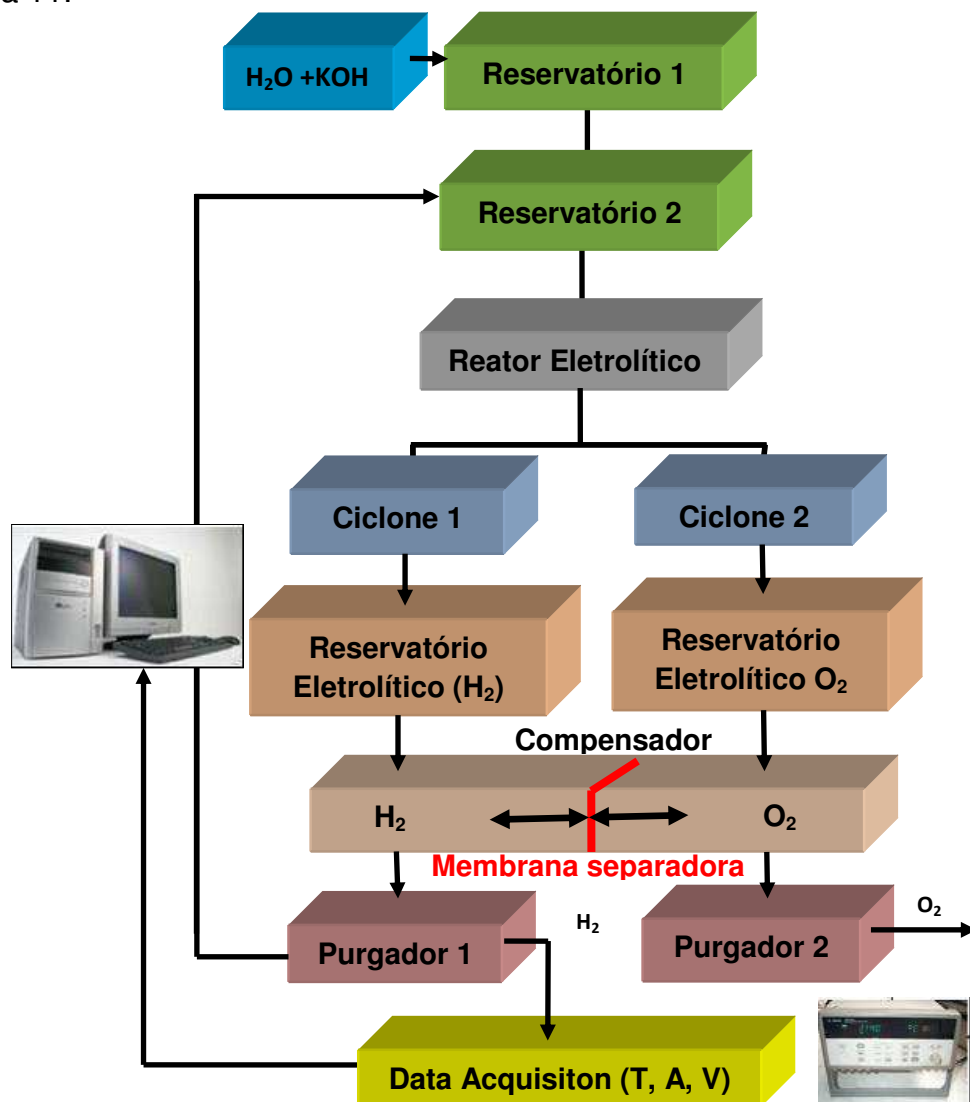 H₂O +KOH
Reservatório 1
Reservatório 2
Reator Eletrolítico
Ciclone 1
Ciclone 2
Reservatório
Eletrolítico (H₂)
Reservatório
Eletrolítico O₂
Compensador
H₂
O₂
Membrana separadora
Purgador 1
H₂
Purgador 2
O₂
Data Acquisiton (T, A, V)